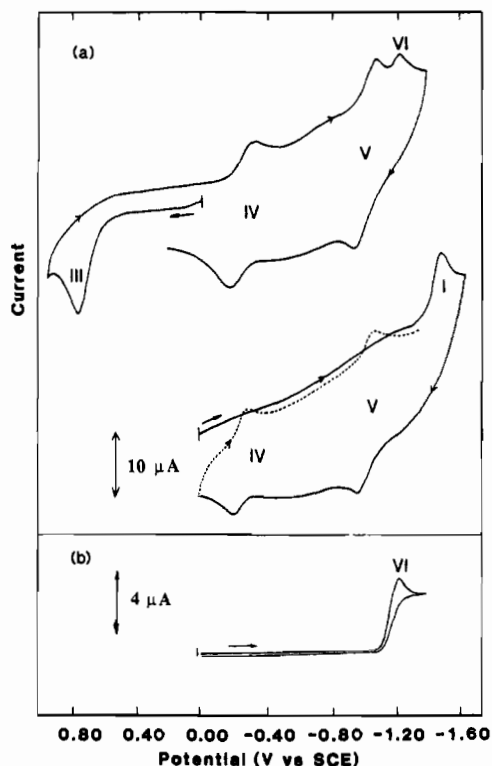 (a)
VI
V
IV
III
I
V
IV
10 μA
Current
(b)
VI
4 μA
0.80 0.40 0.00 -0.40 -0.80 -1.20 -1.60
Potential (V vs SCE)